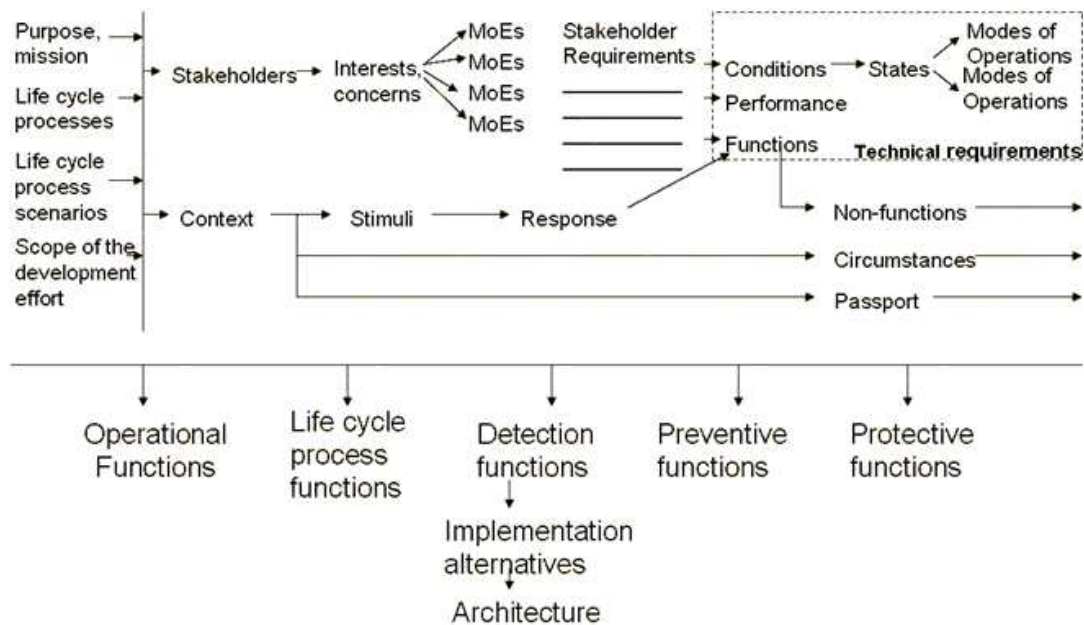 Purpose,
mission
Life cycle
processes
Life cycle
process
scenarios
Scope of the
development
effort
Stakeholders
Interests,
concerns
MoEs
MoEs
MoEs
MoEs
Stakeholder
Requirements
Conditions
Performance
Functions
States
Modes of
Operations
Modes of
Operations
Technical requirements
Context
Stimuli
Response
Non-functions
Circumstances
Passport
Operational
Functions
Life cycle
process
functions
Detection
functions
Preventive
functions
Protective
functions
Implementation
alternatives
Architecture